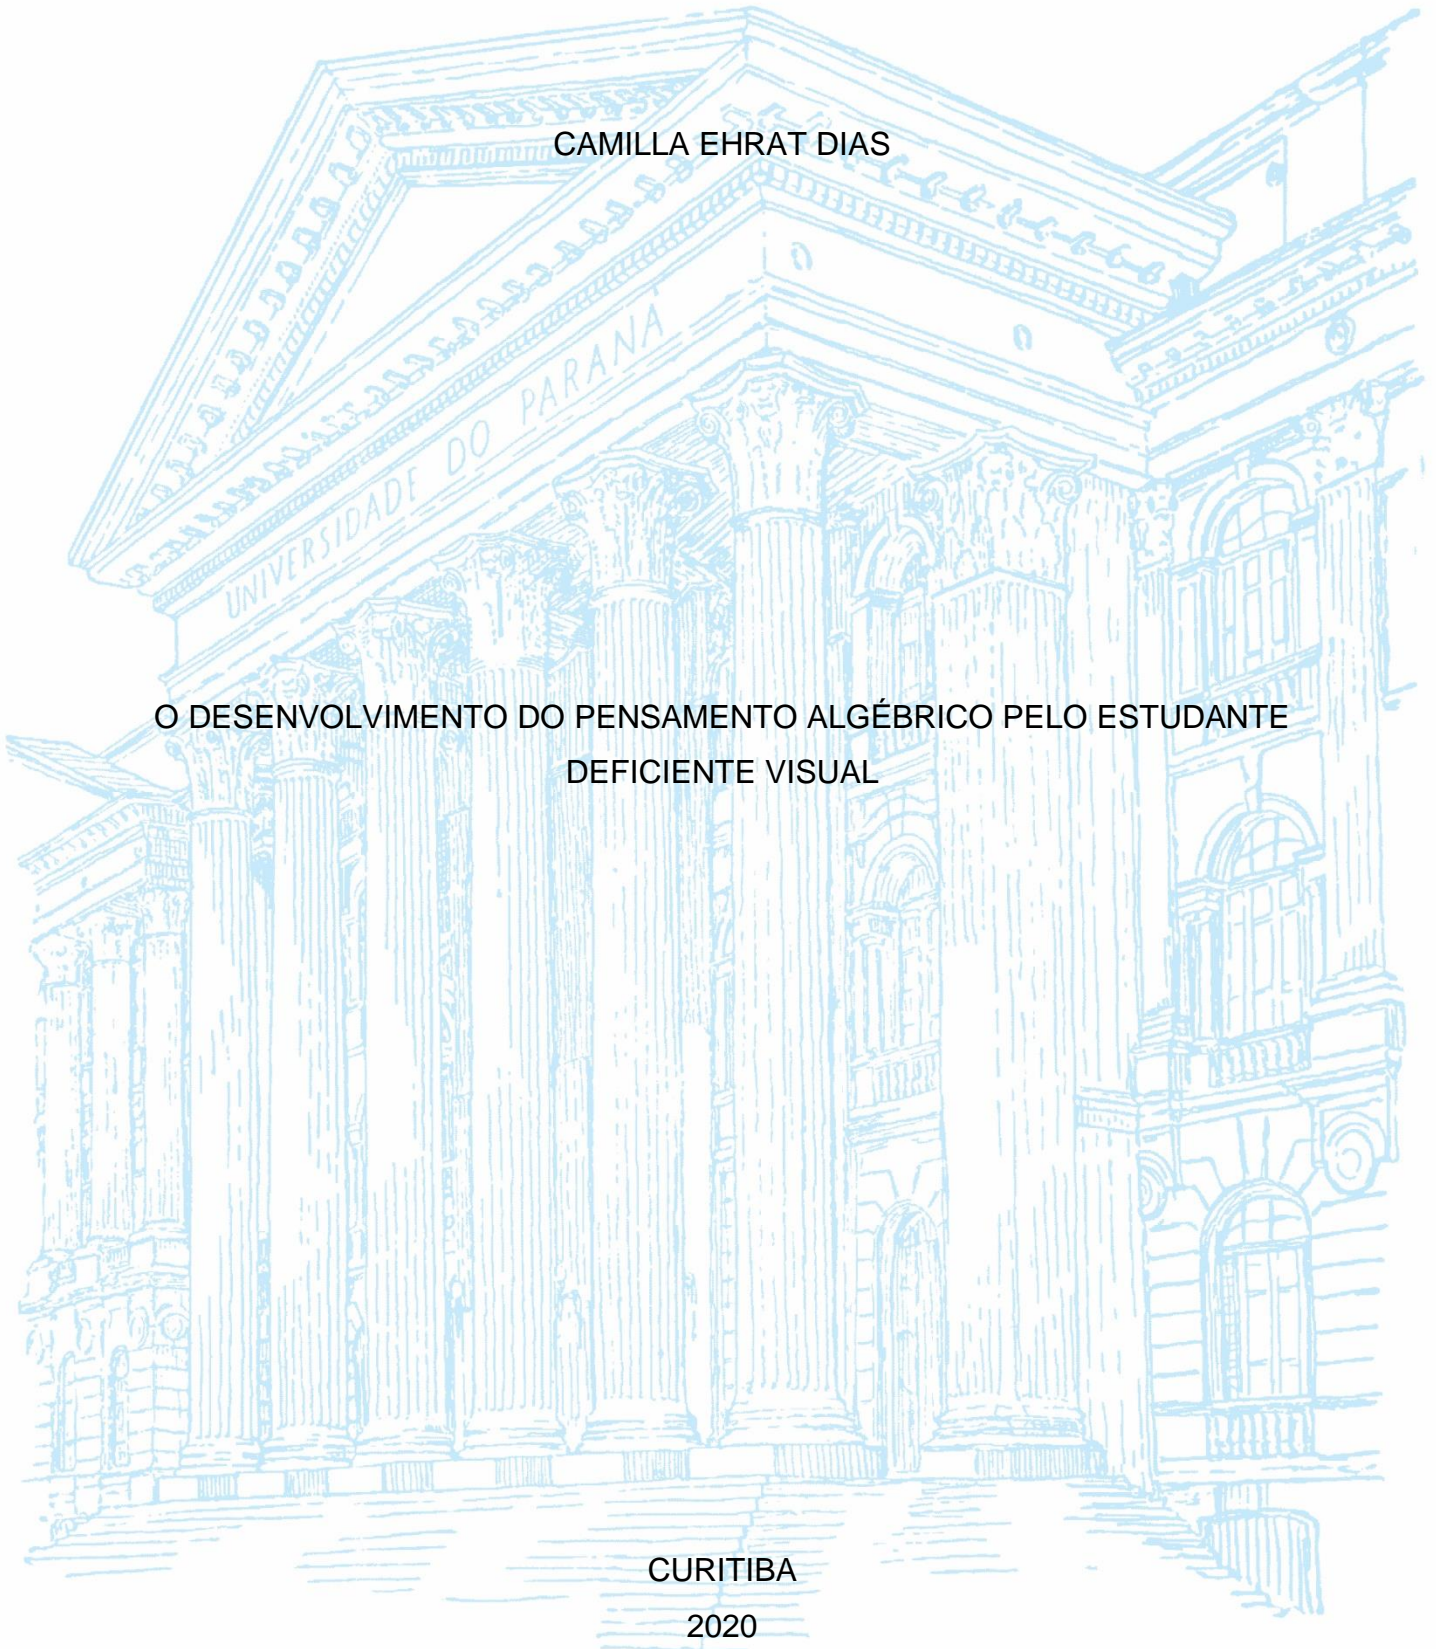 CAMILLA EHRAT DIAS
UNIVERSIDADE DO PARANÁ
O DESENVOLVIMENTO DO PENSAMENTO ALGÉBRICO PELO ESTUDANTE
DEFICIENTE VISUAL
CURITIBA
2020